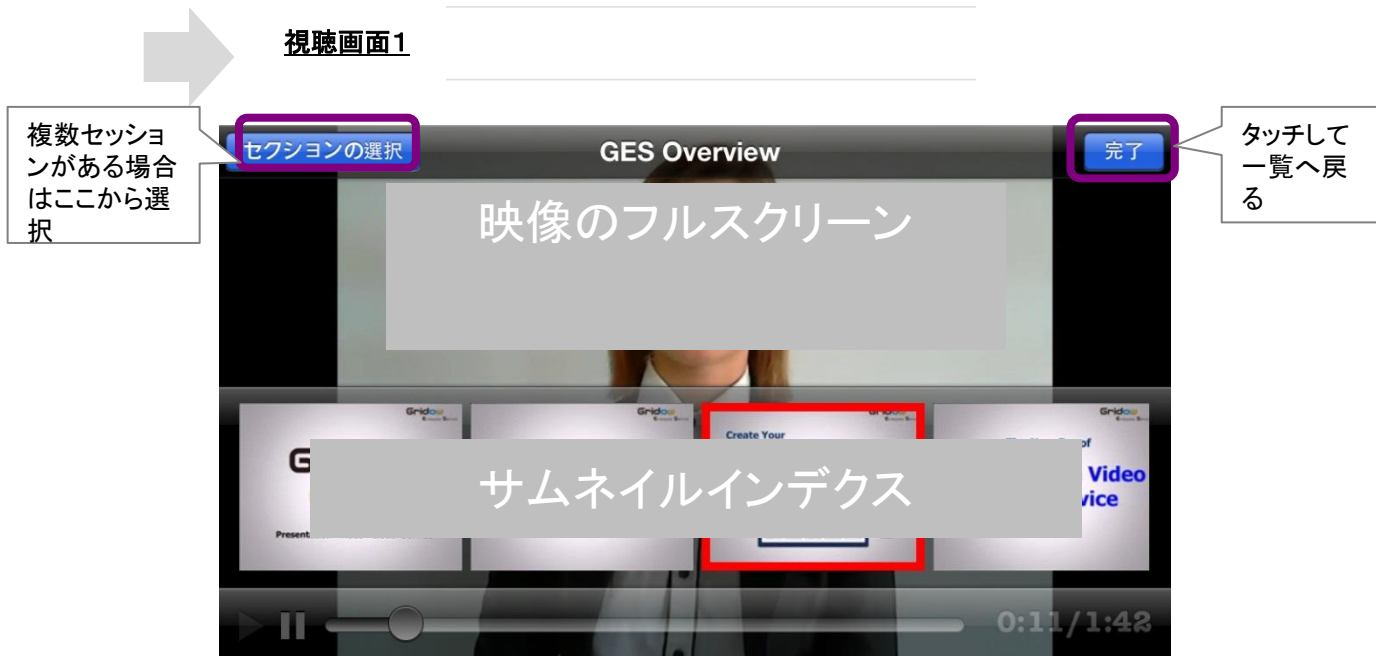 視聴画面1
複数セッショ
ンがある場合
はここから選
択
セクションの選択
GES Overview
完了
タッチして
一覧へ戻
る
映像のフルスクリーン
Gridow
Gridow
Gridow
Create Your
of
Video
サムネイルインデクス
0:11/1:42